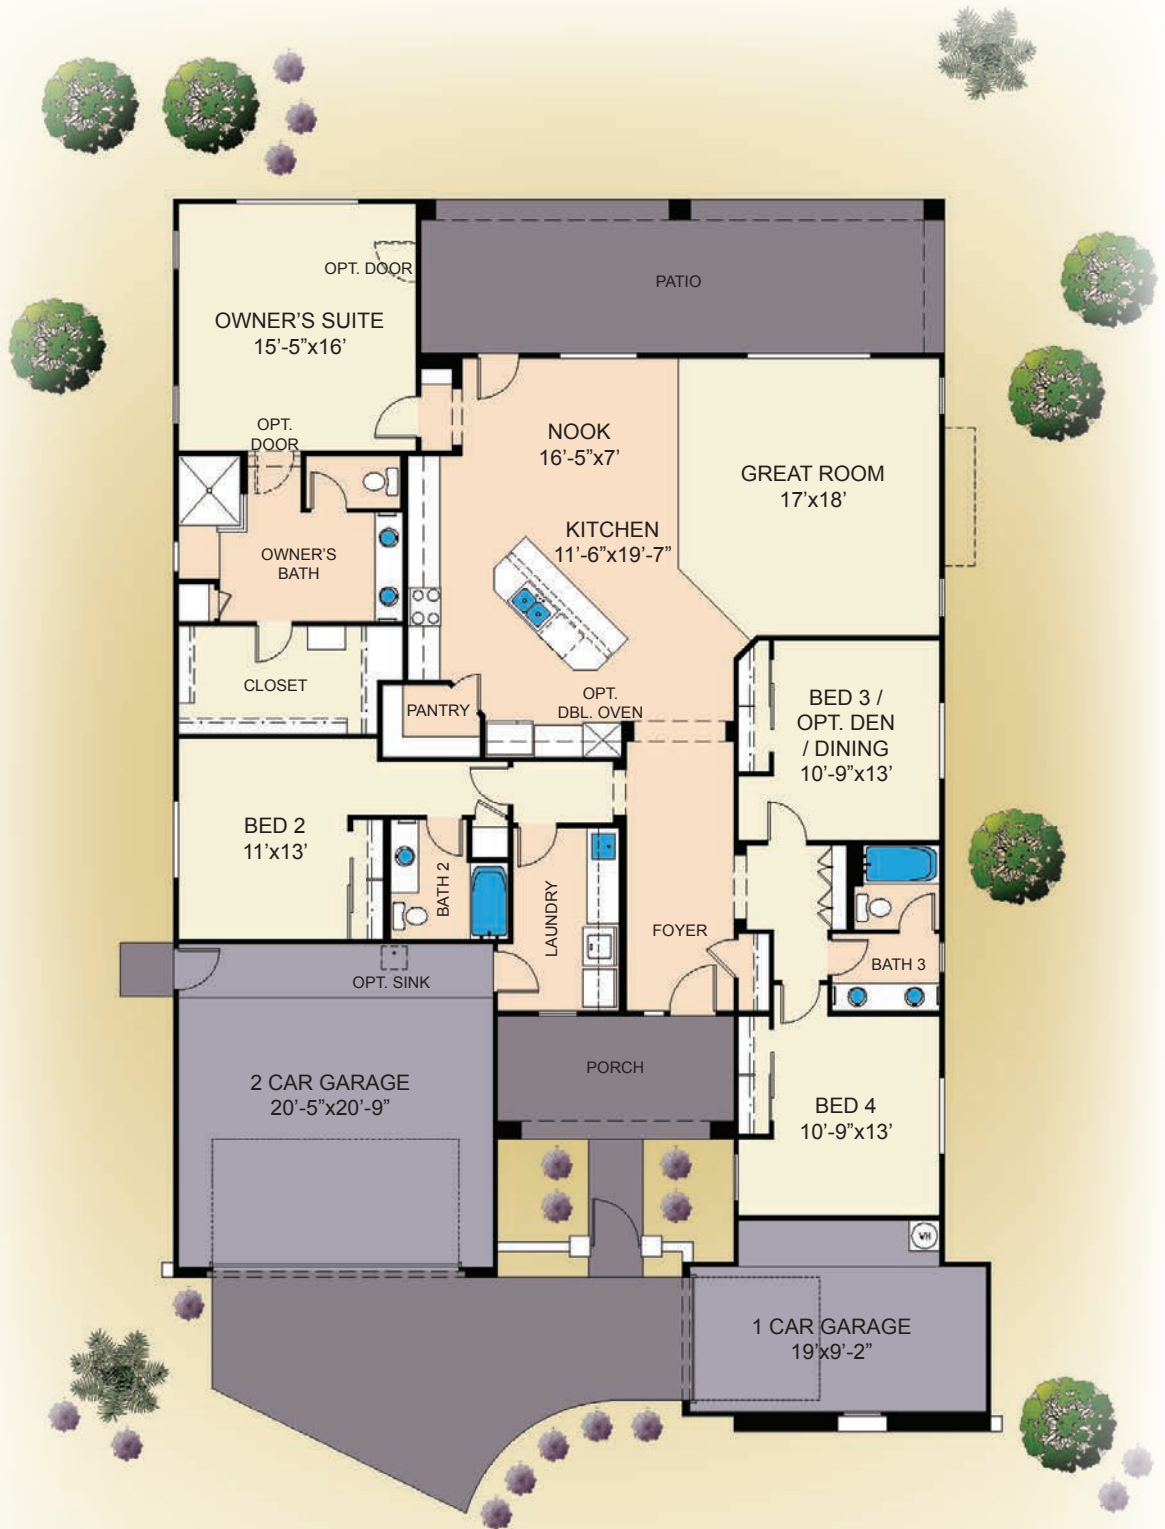 OPT. DOOR
PATIO
OWNER'S SUITE
15'-5"x16'
OPT.
DOOR
NOOK
16'-5"x7'
GREAT ROOM
17'x18'
KITCHEN
11'-6"x19'-7"
OWNER'S
BATH
CLOSET
PANTRY
OPT.
DBL. OVEN
BED 3 /
OPT. DEN
/ DINING
10'-9"x13'
BED 2
11'x13'
BATH 2
LAUNDRY
FOYER
BATH 3
OPT. SINK
2 CAR GARAGE
20'-5"x20'-9"
PORCH
BED 4
10'-9"x13'
WH
1 CAR GARAGE
19'x9'-2"